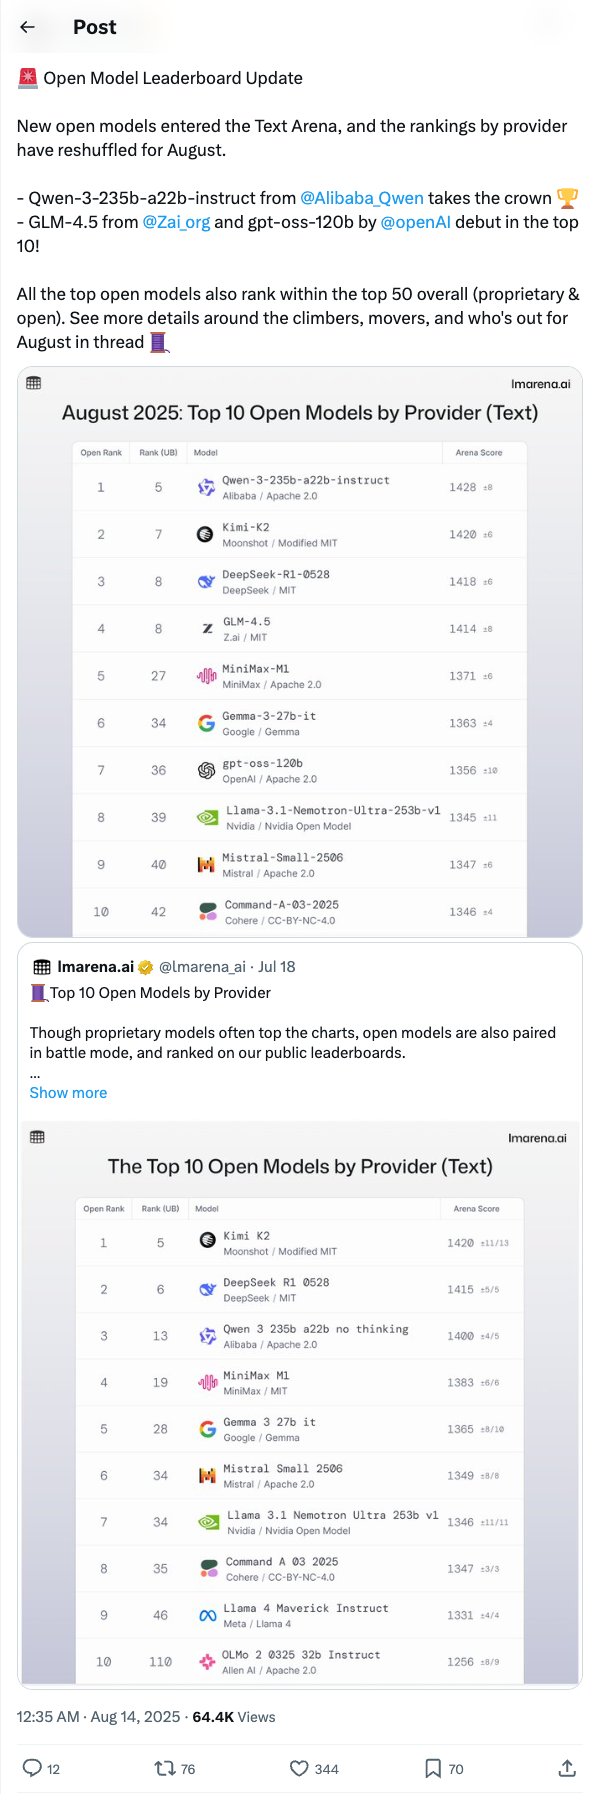 Post
Open Model Leaderboard Update
New open models entered the Text Arena, and the rankings by provider
have reshuffled for August.
- Qwen-3-235b-a22b-instruct from @Alibaba_Qwen takes the crown
- GLM-4.5 from @Zai_org and gpt-oss-120b by @openAI debut in the top
10!
All the top open models also rank within the top 50 overall (proprietary &
open). See more details around the climbers, movers, and who's out for
August in thread
lmarena.ai
August 2025: Top 10 Open Models by Provider (Text)
Open Rank Rank (UB) Model Arena Score
1 5 Qwen-3-235b-a22b-instruct 1428 ±8
Alibaba / Apache 2.0
2 7 Kimi-K2 1420 ±6
Moonshot / Modified MIT
3 8 DeepSeek-R1-0528 1418 ±6
DeepSeek / MIT
4 8 GLM-4.5 1414 ±8
Z.ai / MIT
5 27 MiniMax-M1 1371 ±6
MiniMax / Apache 2.0
6 34 Gemma-3-27b-it 1363 ±4
Google / Gemma
7 36 gpt-oss-120b 1356 ±10
OpenAI / Apache 2.0
8 39 Llama-3.1-Nemotron-Ultra-253b-v1 1345 ±11
Nvidia / Nvidia Open Model
9 40 Mistral-Small-2506 1347 ±6
Mistral / Apache 2.0
10 42 Command-A-03-2025 1346 ±4
Cohere / CC-BY-NC-4.0
lmarena.ai @lmarena_ai · Jul 18
Top 10 Open Models by Provider
Though proprietary models often top the charts, open models are also paired
in battle mode, and ranked on our public leaderboards.
...
Show more
lmarena.ai
The Top 10 Open Models by Provider (Text)
Open Rank Rank (UB) Model Arena Score
1 5 Kimi K2 1420 ±11/13
Moonshot / Modified MIT
2 6 DeepSeek R1 0528 1415 ±5/5
DeepSeek / MIT
3 13 Qwen 3 235b a22b no thinking 1400 ±4/5
Alibaba / Apache 2.0
4 19 MiniMax M1 1383 ±6/6
MiniMax / MIT
5 28 Gemma 3 27b it 1365 ±8/10
Google / Gemma
6 34 Mistral Small 2506 1349 ±8/8
Mistral / Apache 2.0
7 34 Llama 3.1 Nemotron Ultra 253b v1 1346 ±11/11
Nvidia / Nvidia Open Model
8 35 Command A 03 2025 1347 ±3/3
Cohere / CC-BY-NC-4.0
9 46 Llama 4 Maverick Instruct 1331 ±4/4
Meta / Llama 4
10 110 OLMo 2 0325 32b Instruct 1256 ±8/9
Allen AI / Apache 2.0
12:35 AM · Aug 14, 2025 · 64.4K Views
12 76 344 70